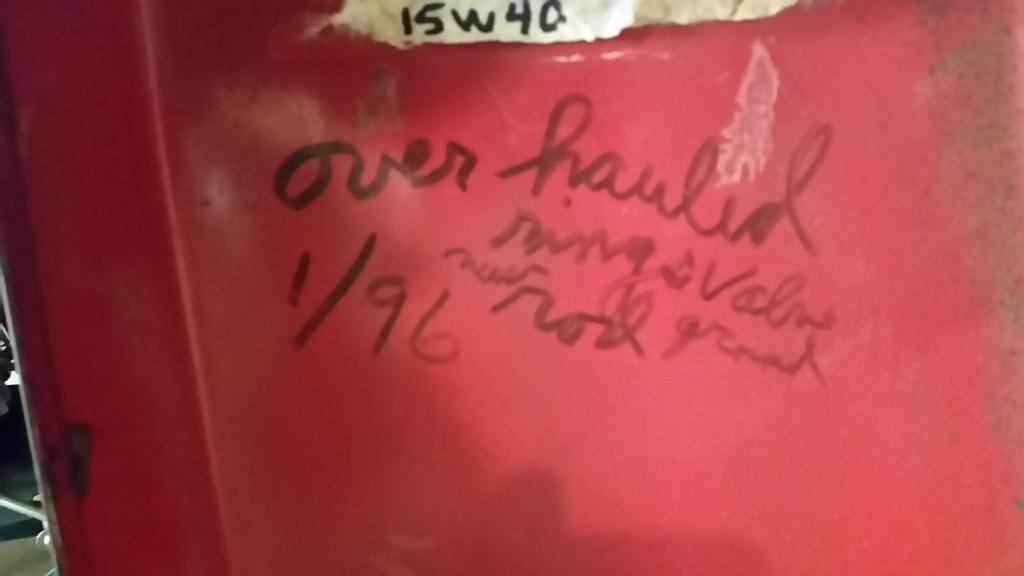 15W40
over hauled
rings & Valve
1/96 new rod